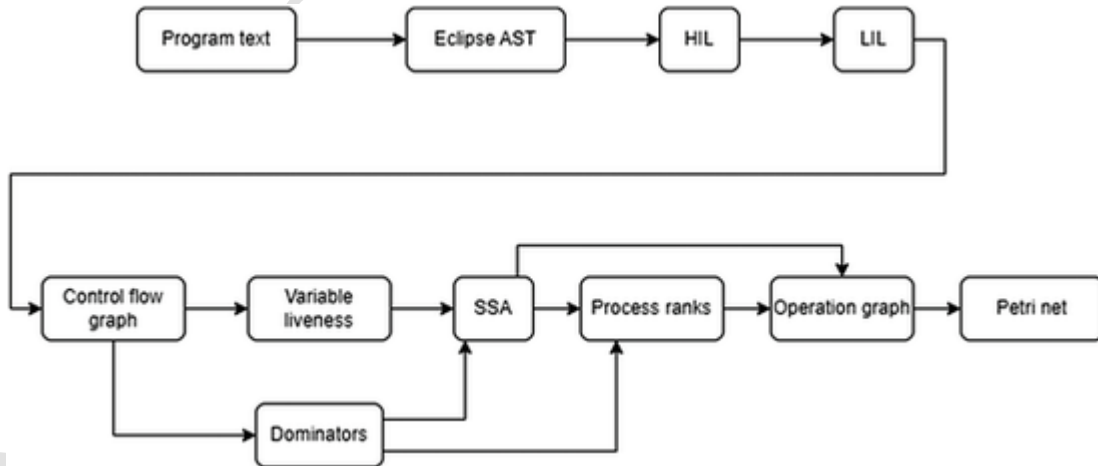 Program text
Eclipse AST
HIL
LIL
Control flow
graph
Variable
liveness
SSA
Process ranks
Operation graph
Petri net
Dominators